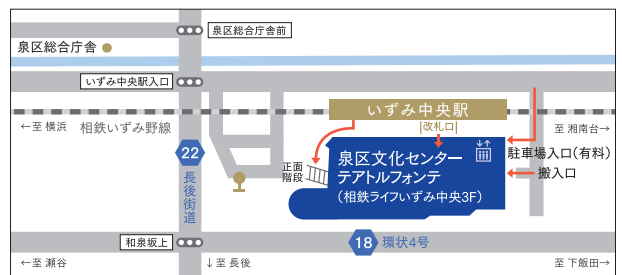 泉区総合庁舎前
泉区総合庁舎
いずみ中央駅入口
いずみ中央駅
←至 横浜
相鉄いずみ野線
改札口
至 湘南台→
22
長後街道
正面
階段
泉区文化センター
テアトルフォンテ
(相鉄ライフいずみ中央3F)
駐車場入口(有料)
搬入口
和泉坂上
18
環状4号
←至 瀬谷
↓至 長後
至 下飯田→